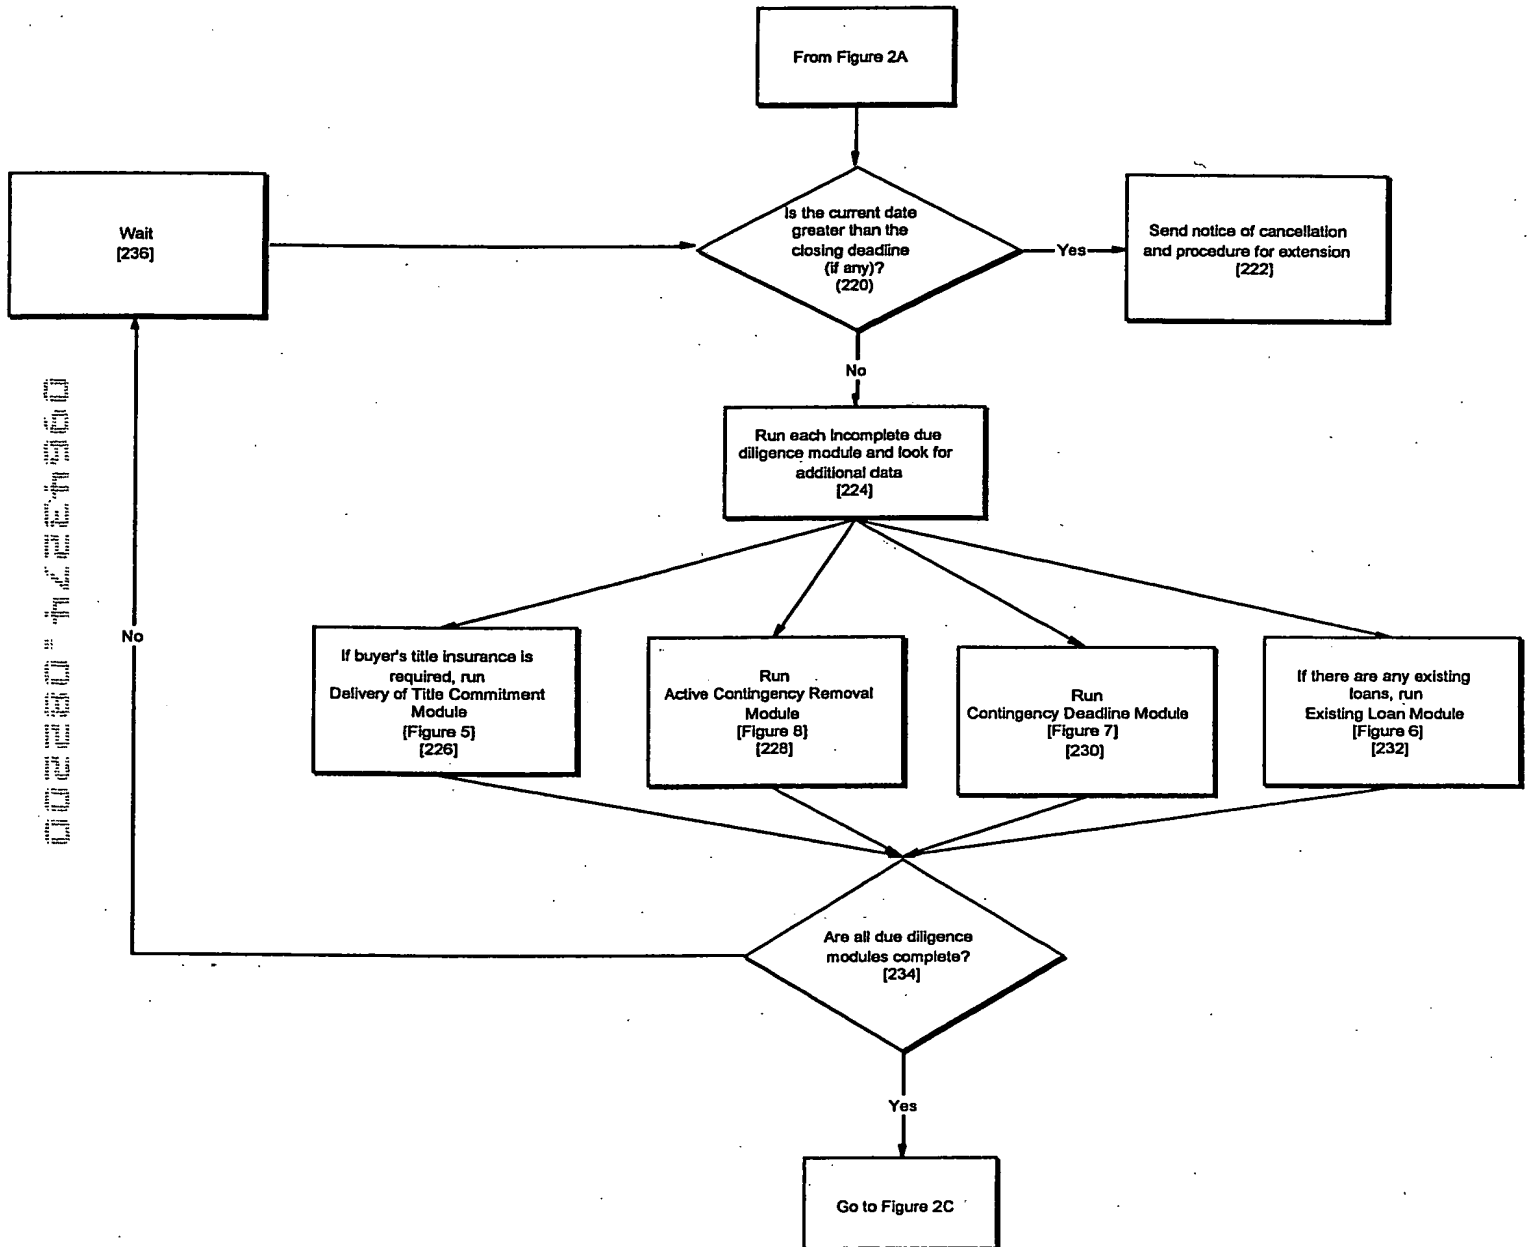 From Figure 2A
Wait
[236]
Is the current date
greater than the
closing deadline
(if any)?
(220)
Yes
Send notice of cancellation
and procedure for extension
[222]
No
Run each Incomplete due
diligence module and look for
additional data
[224]
No
If buyer's title insurance is
required, run
Delivery of Title Commitment
Module
[Figure 5]
[226]
Run
Active Contingency Removal
Module
[Figure 8]
[228]
Run
Contingency Deadline Module
[Figure 7]
[230]
If there are any existing
loans, run
Existing Loan Module
[Figure 6]
[232]
Are all due diligence
modules complete?
[234]
Yes
Go to Figure 2C
09643274.082200